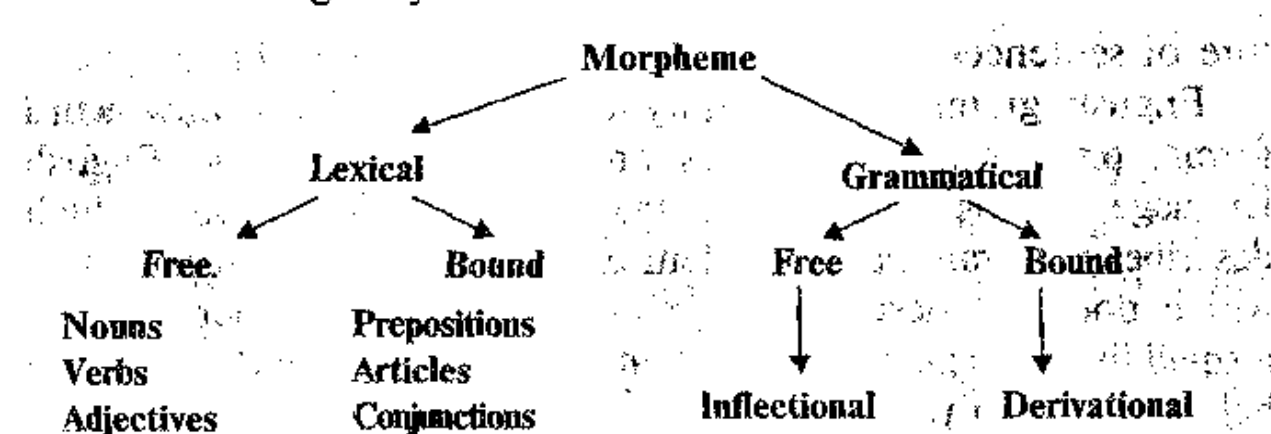 Morpheme
Lexical
Grammatical
Free
Bound
Free
Bound
Nouns
Prepositions
Verbs
Articles
Inflectional
Derivational
Adjectives
Conjunctions